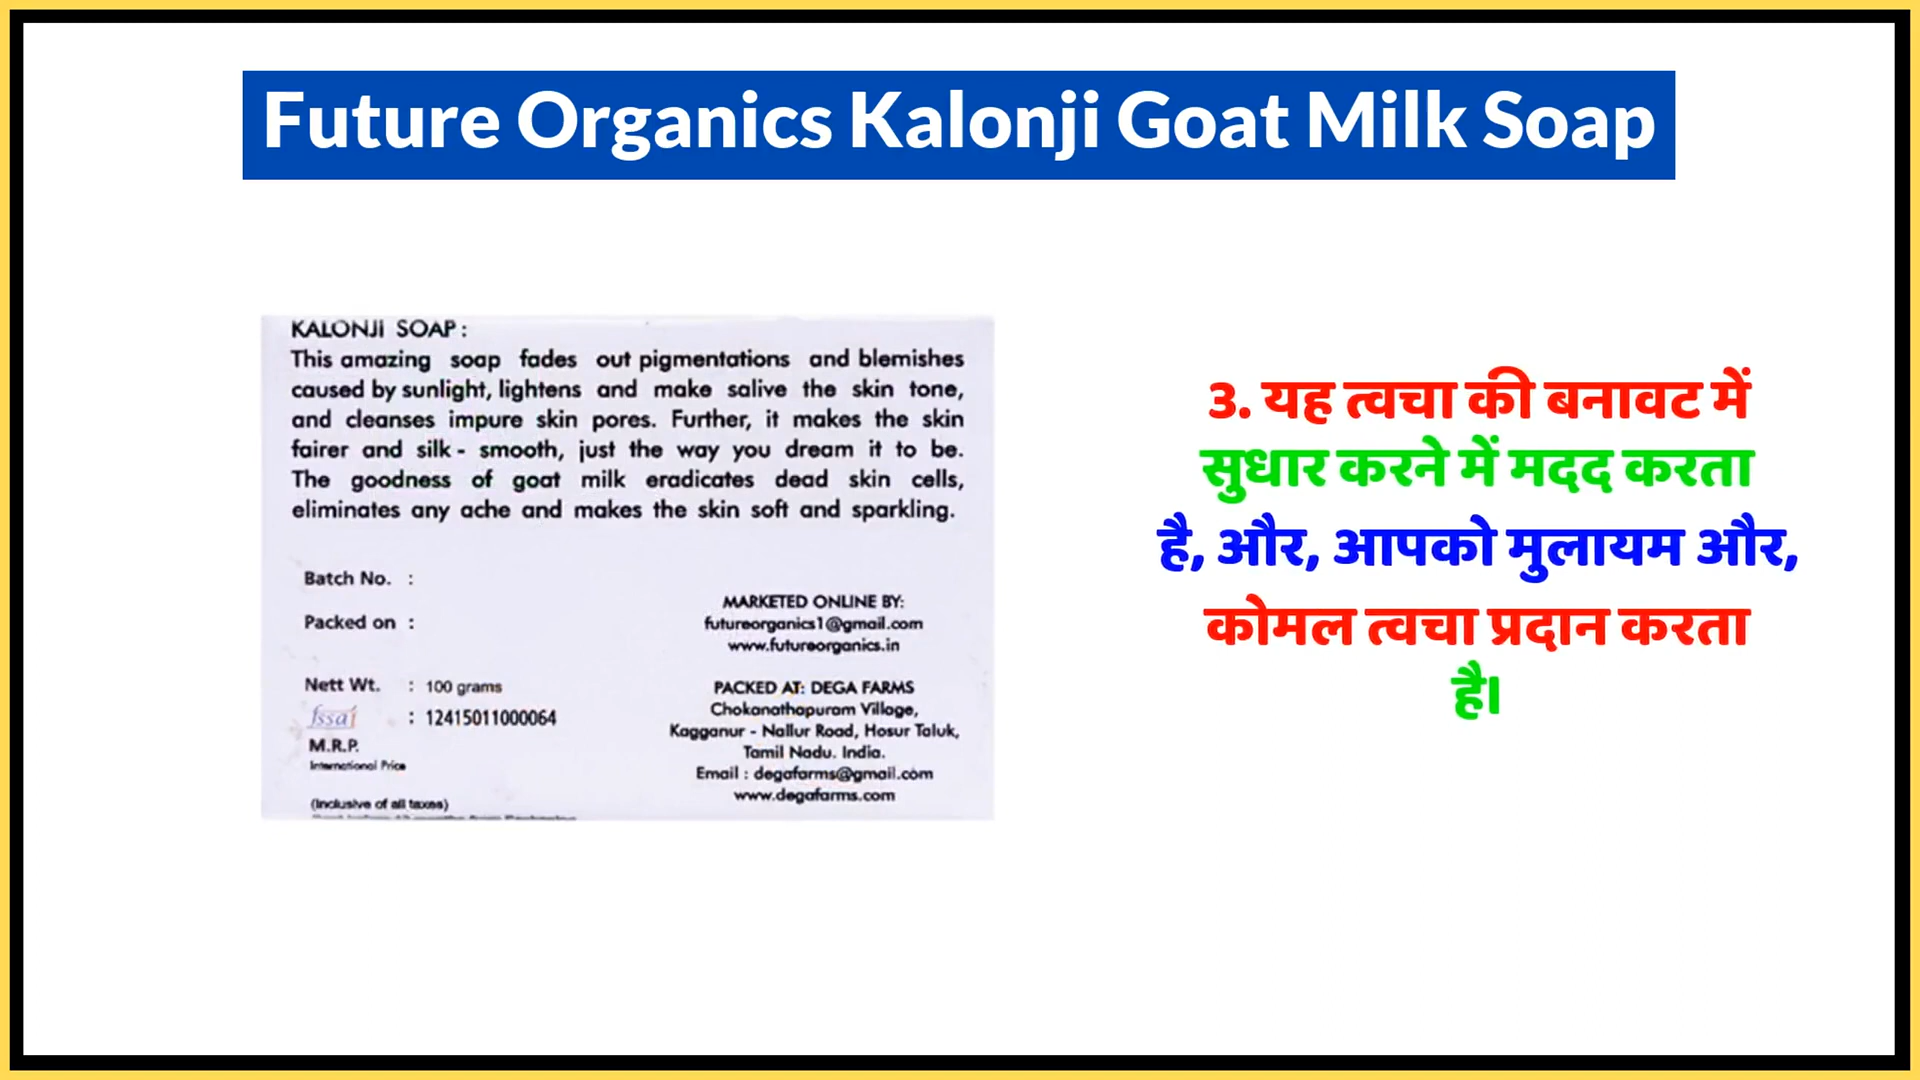 Future Organics Kalonji Goat Milk Soap
KALONJI SOAP :
This amazing soap fades out pigmentations and blemishes
caused by sunlight, lightens and make salive the skin tone,
and cleanses impure skin pores. Further, it makes the skin
fairer and silk - smooth, just the way you dream it to be.
The goodness of goat milk eradicates dead skin cells,
eliminates any ache and makes the skin soft and sparkling.
Batch No. :
Packed on :
Nett Wt. : 100 grams
fssai : 12415011000064
M.R.P.
International Price
(Inclusive of all taxes)
MARKETED ONLINE BY:
futureorganics1@gmail.com
www.futureorganics.in
PACKED AT: DEGA FARMS
Chokanathapuram Village,
Kagganur - Nallur Road, Hosur Taluk,
Tamil Nadu. India.
Email : degafarms@gmail.com
www.degafarms.com
3. यह त्वचा की बनावट में
सुधार करने में मदद करता
है, और, आपको मुलायम और,
कोमल त्वचा प्रदान करता
है।